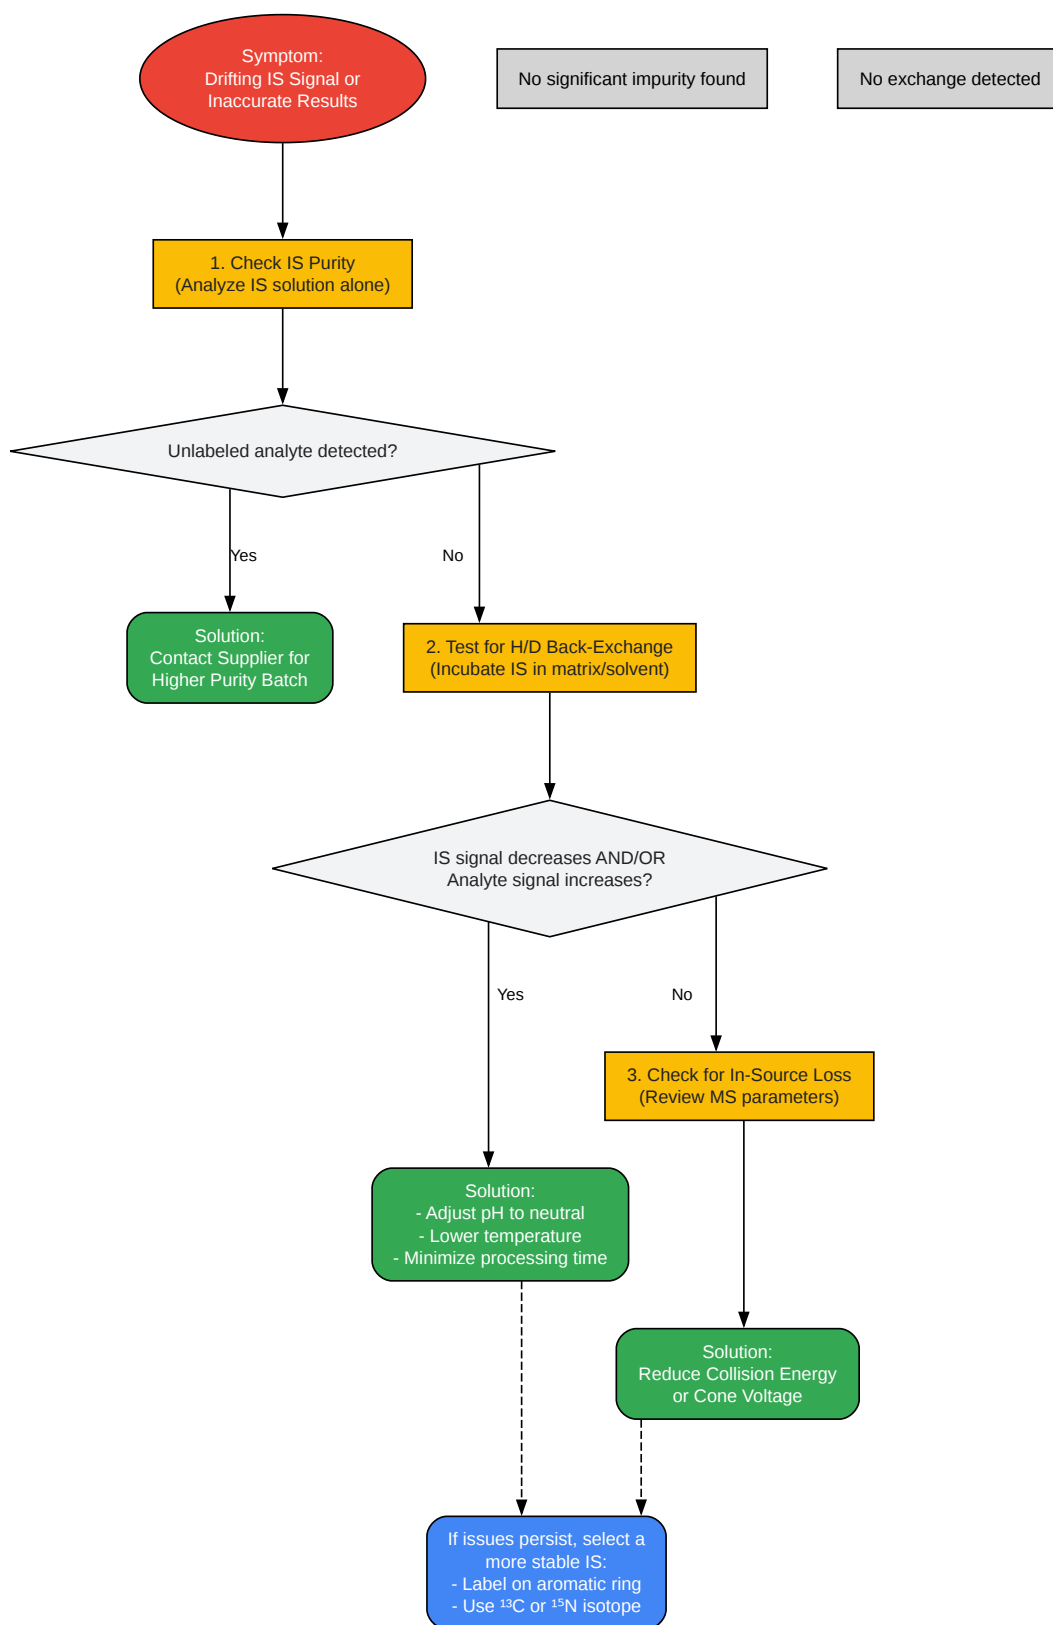 Symptom:
Drifting IS Signal or
Inaccurate Results
No significant impurity found
No exchange detected
1. Check IS Purity
(Analyze IS solution alone)
Unlabeled analyte detected?
Yes
No
Solution:
Contact Supplier for
Higher Purity Batch
2. Test for H/D Back-Exchange
(Incubate IS in matrix/solvent)
IS signal decreases AND/OR
Analyte signal increases?
Yes
No
3. Check for In-Source Loss
(Review MS parameters)
Solution:
- Adjust pH to neutral
- Lower temperature
- Minimize processing time
Solution:
Reduce Collision Energy
or Cone Voltage
If issues persist, select a
more stable IS:
- Label on aromatic ring
- Use ¹³C or ¹⁵N isotope